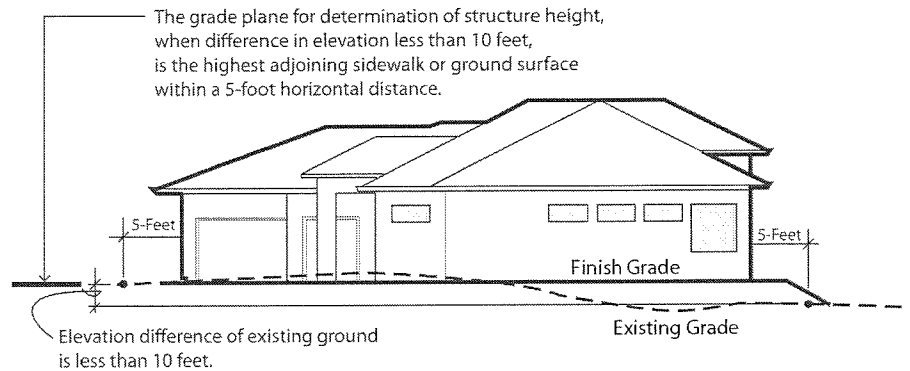 The grade plane for determination of structure height,
when difference in elevation less than 10 feet,
is the highest adjoining sidewalk or ground surface
within a 5-foot horizontal distance.
5-Feet
5-Feet
Finish Grade
Existing Grade
Elevation difference of existing ground
is less than 10 feet.